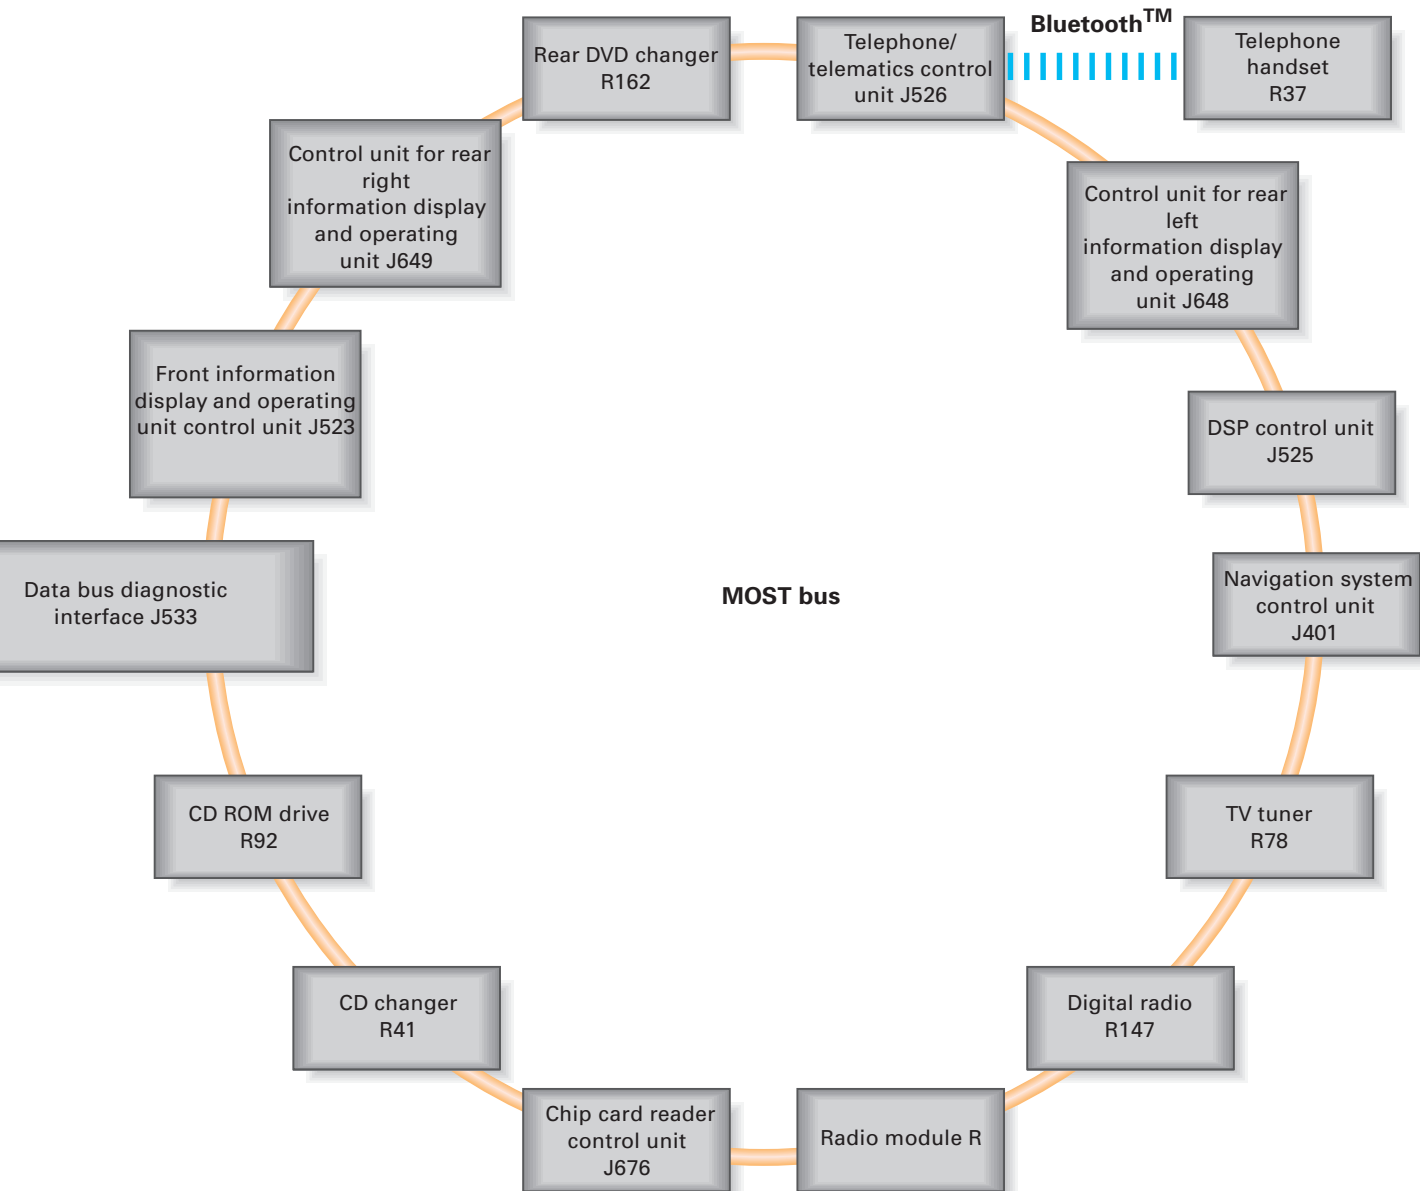 Bluetooth™
Rear DVD changer
R162
Telephone/
telematics control
unit J526
Telephone
handset
R37
Control unit for rear
right
information display
and operating
unit J649
Control unit for rear
left
information display
and operating
unit J648
Front information
display and operating
unit control unit J523
DSP control unit
J525
Data bus diagnostic
interface J533
MOST bus
Navigation system
control unit
J401
CD ROM drive
R92
TV tuner
R78
CD changer
R41
Digital radio
R147
Chip card reader
control unit
J676
Radio module R